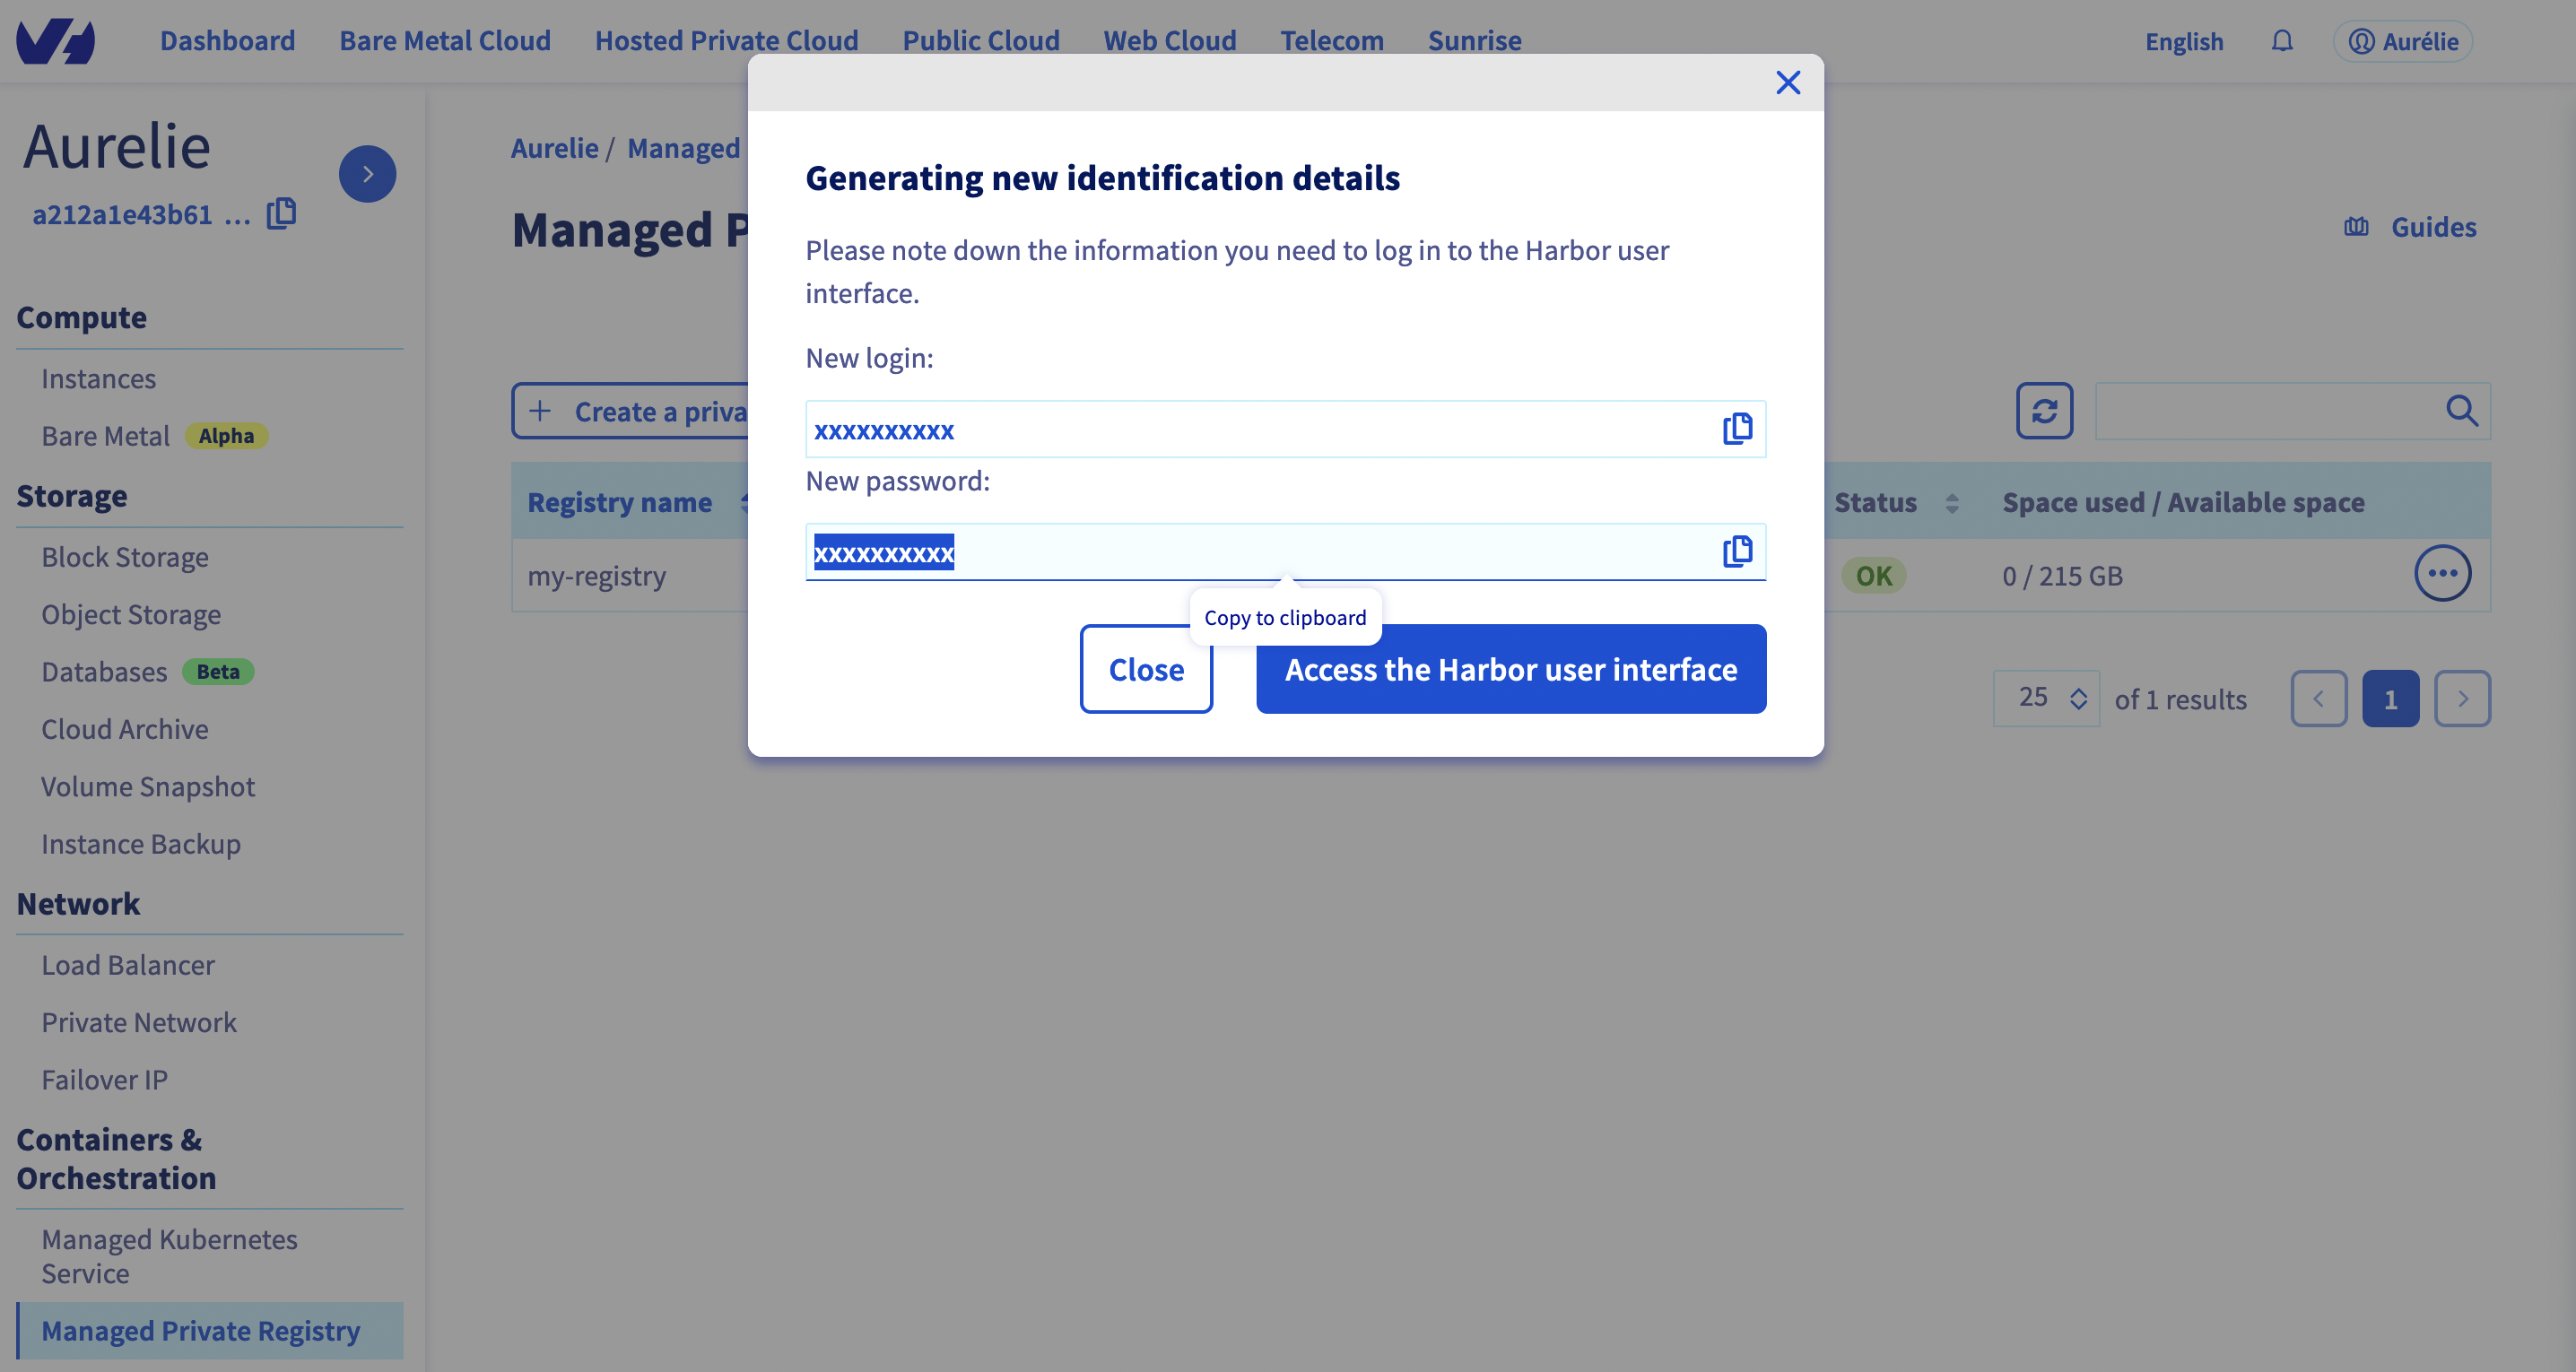 Dashboard Bare Metal Cloud Hosted Private Cloud Public Cloud Web Cloud Telecom Sunrise English Aurélie
Aurelie
a212a1e43b61 ...
Compute
Instances
Bare Metal Alpha
Storage
Block Storage
Object Storage
Databases Beta
Cloud Archive
Volume Snapshot
Instance Backup
Network
Load Balancer
Private Network
Failover IP
Containers &
Orchestration
Managed Kubernetes
Service
Managed Private Registry
Aurelie / Managed
Managed P
Guides
+ Create a priva
Registry name Status Space used / Available space
my-registry OK 0 / 215 GB
25 of 1 results 1
Generating new identification details
Please note down the information you need to log in to the Harbor user
interface.
New login:
xxxxxxxxxx
New password:
xxxxxxxxxx
Copy to clipboard
Close Access the Harbor user interface